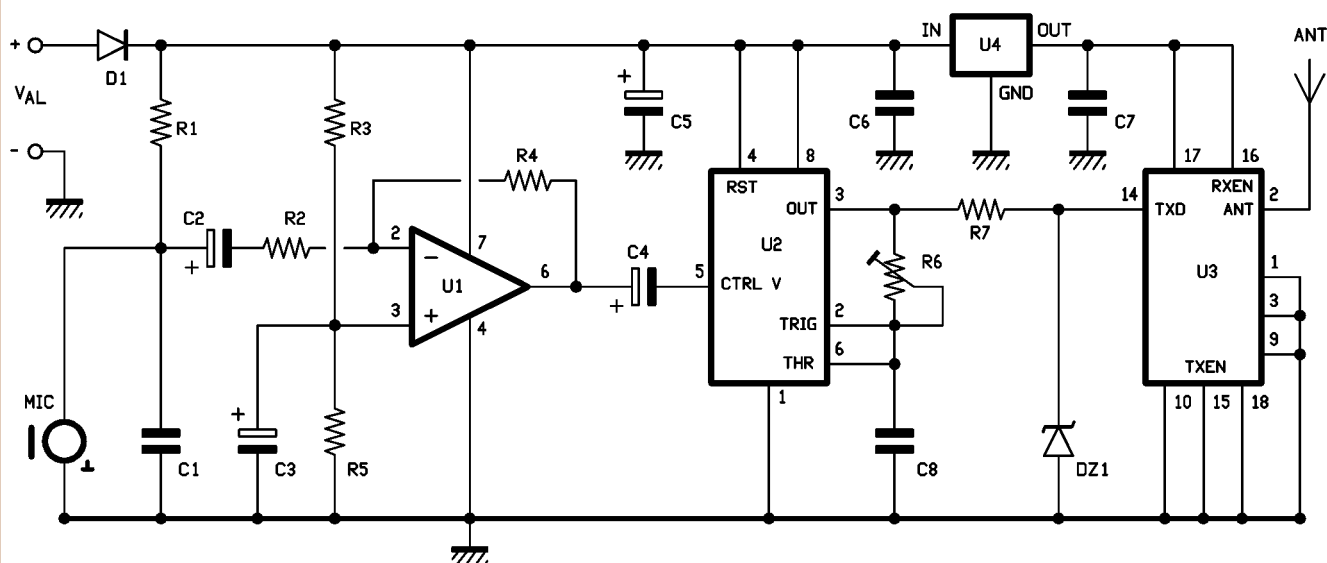 +
D1
VAL
-
R1
R3
C5
+
C6
IN
U4
OUT
GND
C7
ANT
R4
4
8
RST
OUT
3
U2
5
CTRL V
TRIG
2
THR
6
1
C2
+
R2
2
−
7
U1
6
3
+
4
C4
+
R6
R7
17
16
RXEN
14
TXD
ANT
2
U3
1
3
9
TXEN
10
15
18
MIC
C1
+
C3
R5
C8
DZ1